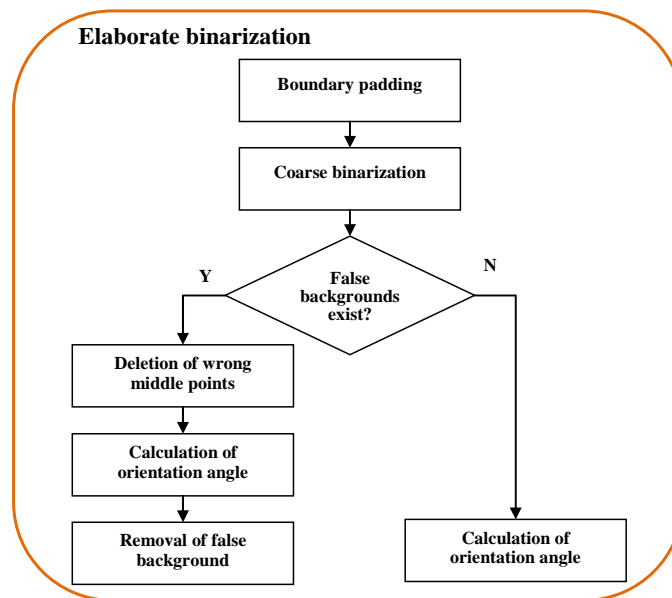 Elaborate binarization
Boundary padding
Coarse binarization
Y
N
False
backgrounds
exist?
Deletion of wrong
middle points
Calculation of
orientation angle
Removal of false
background
Calculation of
orientation angle